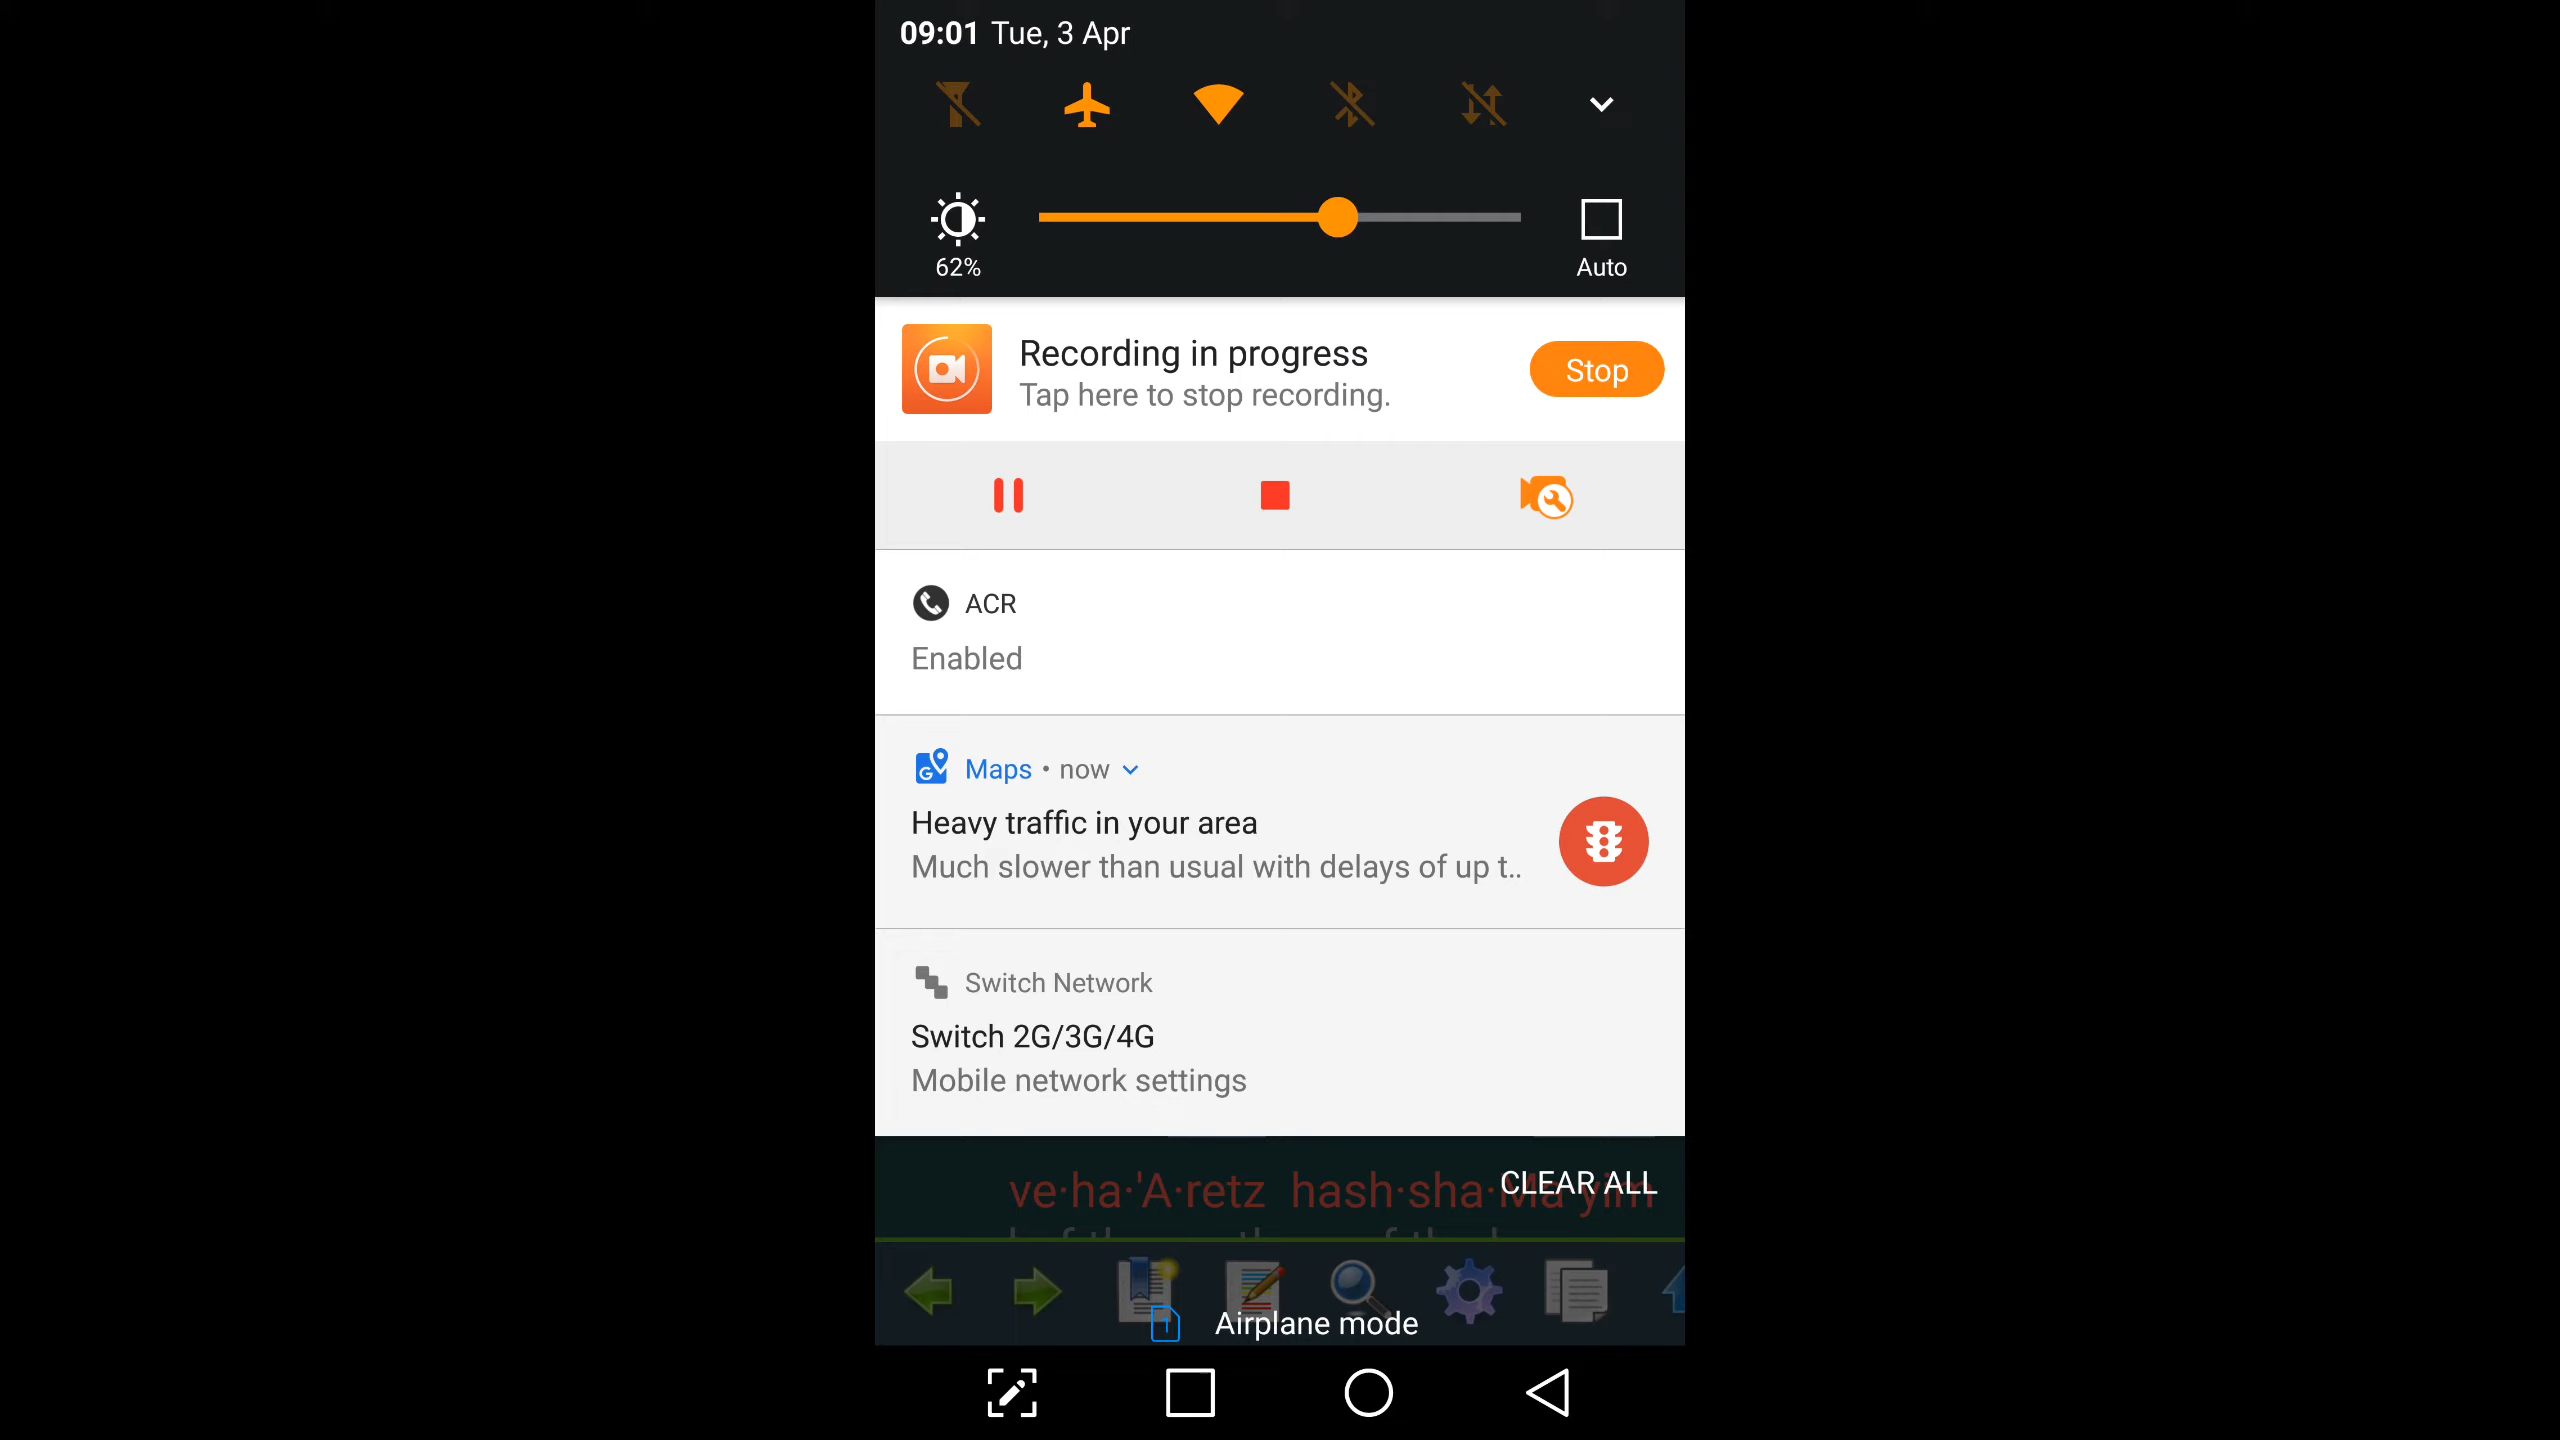 09:01 Tue, 3 Apr
62%
Auto
Recording in progress
Tap here to stop recording.
Stop
ACR
Enabled
Maps • now
Heavy traffic in your area
Much slower than usual with delays of up t..
Switch Network
Switch 2G/3G/4G
Mobile network settings
ve·ha·'A·retz hash·sha·Ma·yim
CLEAR ALL
Airplane mode